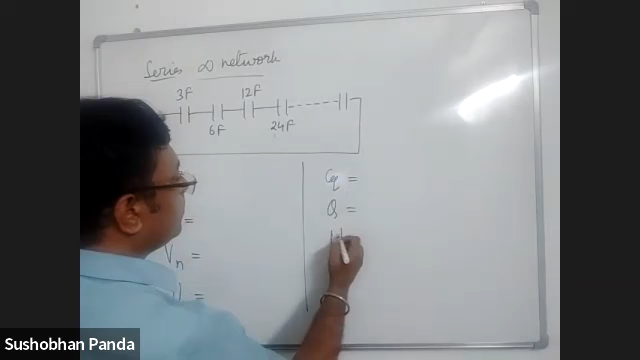 Series ∞ network
3F 12F
6F 24F
Ceq =
Q =
=
Vn =
=
Sushobhan Panda